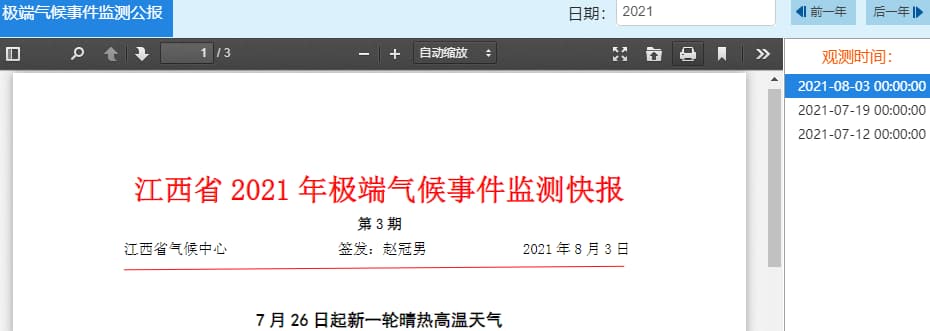 极端气候事件监测公报
日期：
2021
前一年
后一年
1 / 3
自动缩放
观测时间：
2021-08-03 00:00:00
2021-07-19 00:00:00
2021-07-12 00:00:00
江西省 2021 年极端气候事件监测快报
第 3 期
江西省气候中心 签发：赵冠男 2021 年 8 月 3 日
7 月 26 日起新一轮晴热高温天气